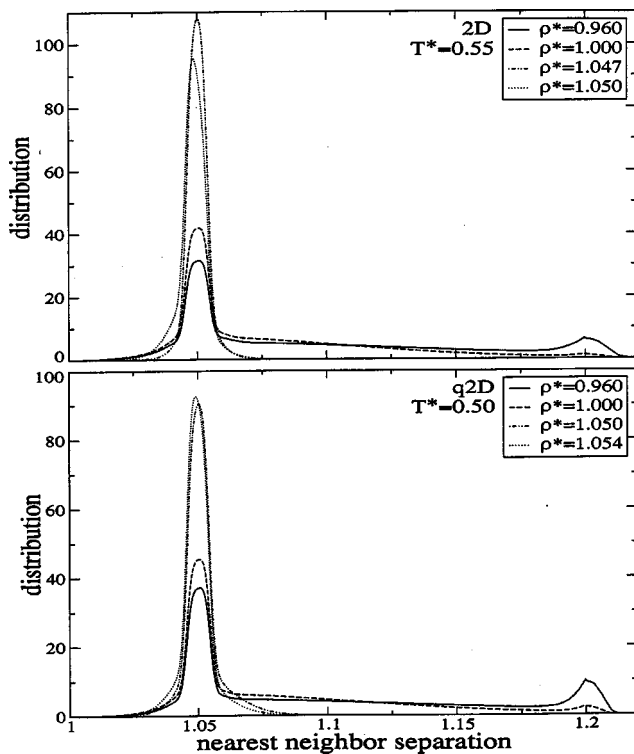 2D
T*=0.55
ρ*=0.960
ρ*=1.000
ρ*=1.047
ρ*=1.050
distribution
100
80
60
40
20
0
q2D
T*=0.50
ρ*=0.960
ρ*=1.000
ρ*=1.050
ρ*=1.054
distribution
100
80
60
40
20
0
1
1.05
1.1
1.15
1.2
nearest neighbor separation